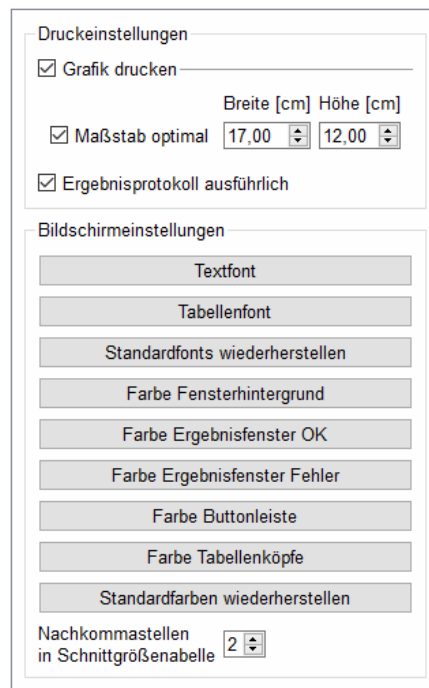 Druckeinstellungen
Grafik drucken
Breite [cm] Höhe [cm]
Maßstab optimal 17,00 12,00
Ergebnisprotokoll ausführlich
Bildschirmeinstellungen
Textfont
Tabellenfont
Standardfonts wiederherstellen
Farbe Fensterhintergrund
Farbe Ergebnisfenster OK
Farbe Ergebnisfenster Fehler
Farbe Buttonleiste
Farbe Tabellenköpfe
Standardfarben wiederherstellen
Nachkommastellen
in Schnittgrößenabelle 2